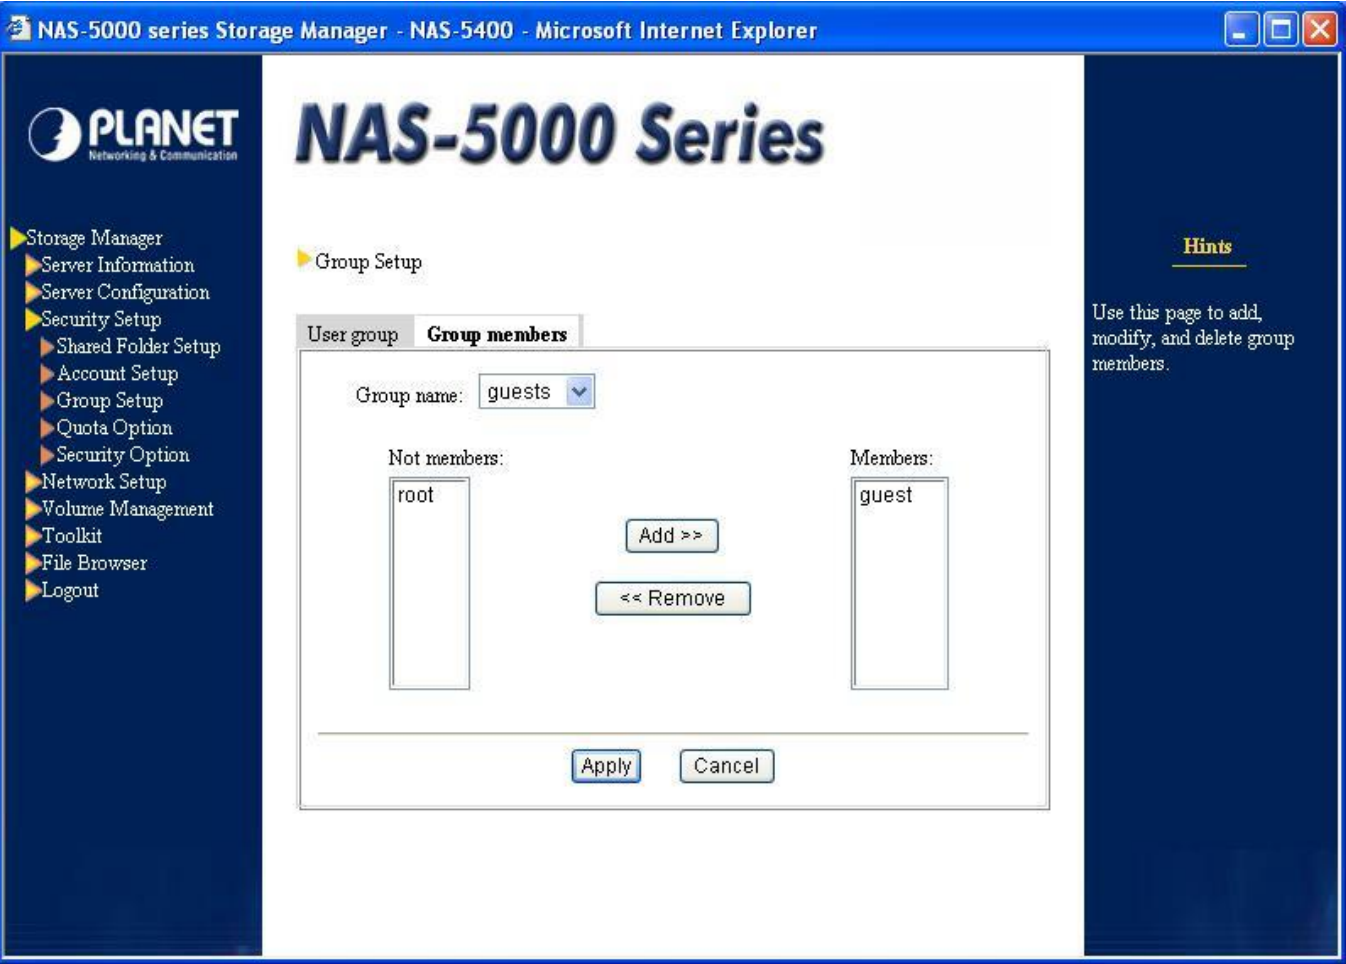 NAS-5000 series Storage Manager - NAS-5400 - Microsoft Internet Explorer
PLANET
Networking & Communication
NAS-5000 Series
Storage Manager
Server Information
Server Configuration
Security Setup
Shared Folder Setup
Account Setup
Group Setup
Quota Option
Security Option
Network Setup
Volume Management
Toolkit
File Browser
Logout
Group Setup
User group
Group members
Group name: guests
Not members:
Members:
root
guest
Add >>
<< Remove
Apply
Cancel
Hints
Use this page to add,
modify, and delete group
members.